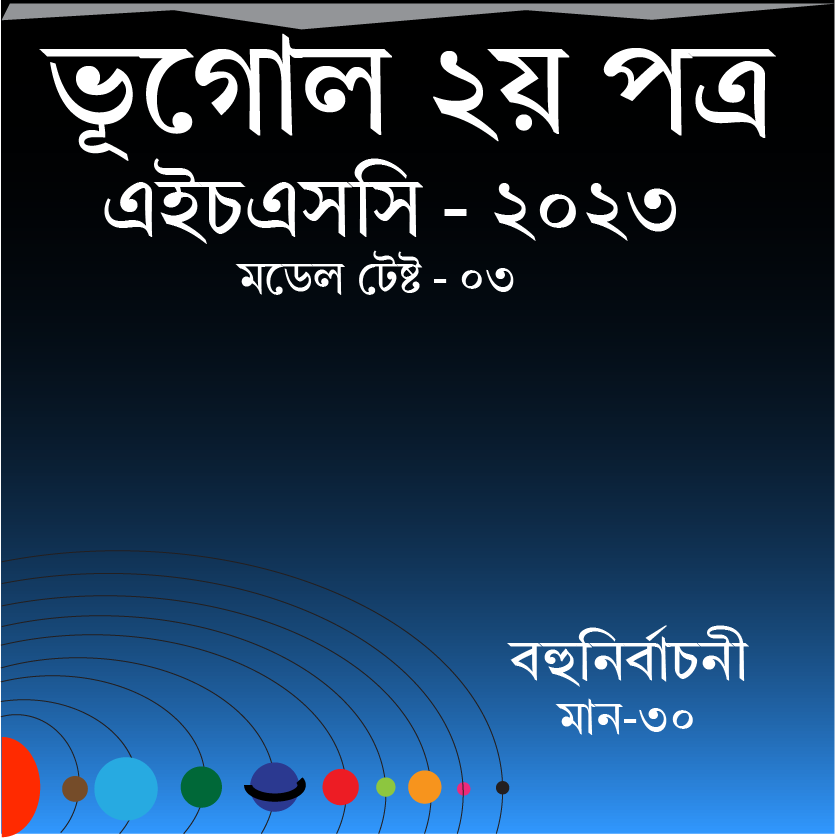 ভূগোল ২য় পত্র
এইচএসসি - ২০২৩
মডেল টেষ্ট - ০৩
বহুনির্বাচনী
মান-৩০